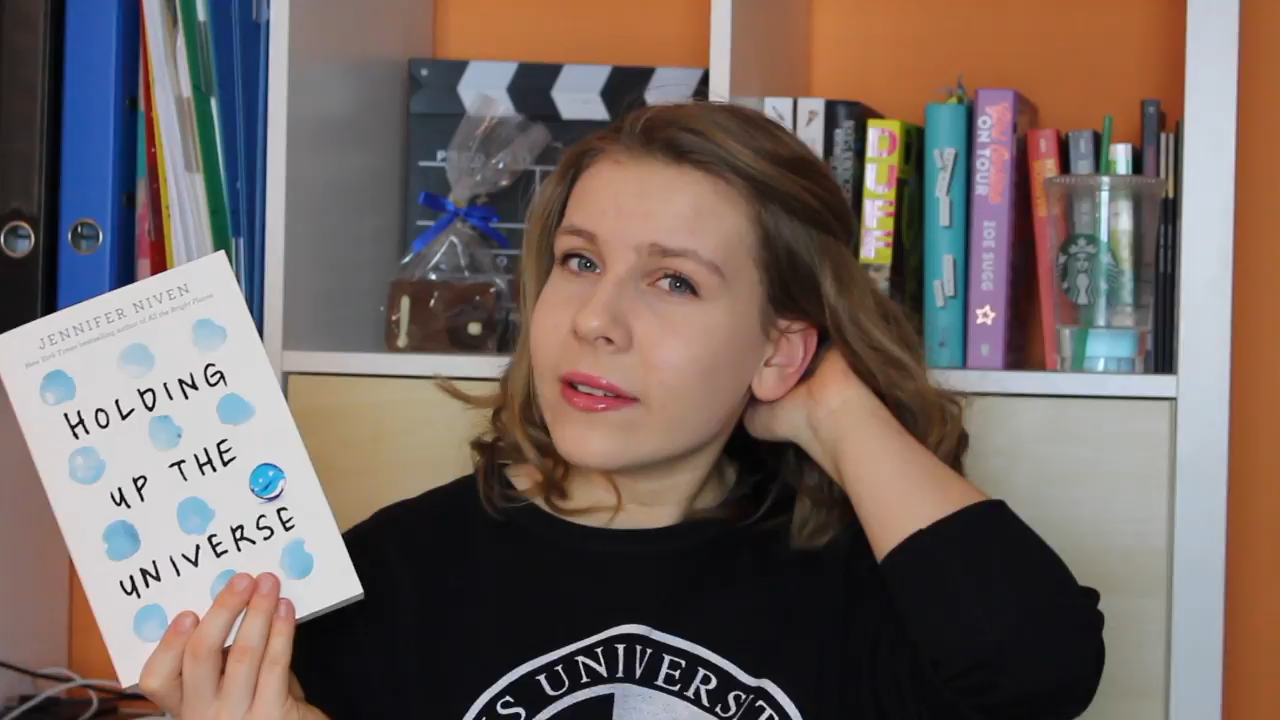 JENNIFER NIVEN
New York Times bestselling author of All the Bright Places
HOLDING
UP THE
UNIVERSE
ON TOUR
ZOE SUGG
DUFF
UNIVERSIT